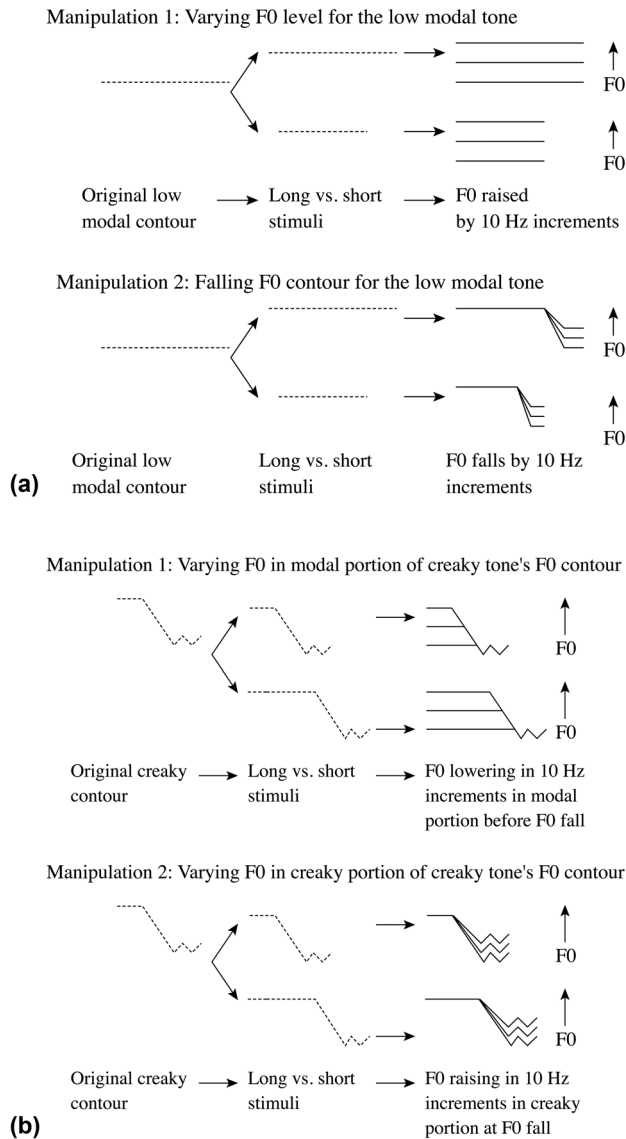 Manipulation 1: Varying F0 level for the low modal tone
F0
F0
Original low
modal contour
Long vs. short
stimuli
F0 raised
by 10 Hz increments
Manipulation 2: Falling F0 contour for the low modal tone
F0
F0
Original low
modal contour
Long vs. short
stimuli
F0 falls by 10 Hz
increments
(a)
Manipulation 1: Varying F0 in modal portion of creaky tone's F0 contour
F0
F0
Original creaky
contour
Long vs. short
stimuli
F0 lowering in 10 Hz
increments in modal
portion before F0 fall
Manipulation 2: Varying F0 in creaky portion of creaky tone's F0 contour
F0
F0
Original creaky
contour
Long vs. short
stimuli
F0 raising in 10 Hz
increments in creaky
portion at F0 fall
(b)